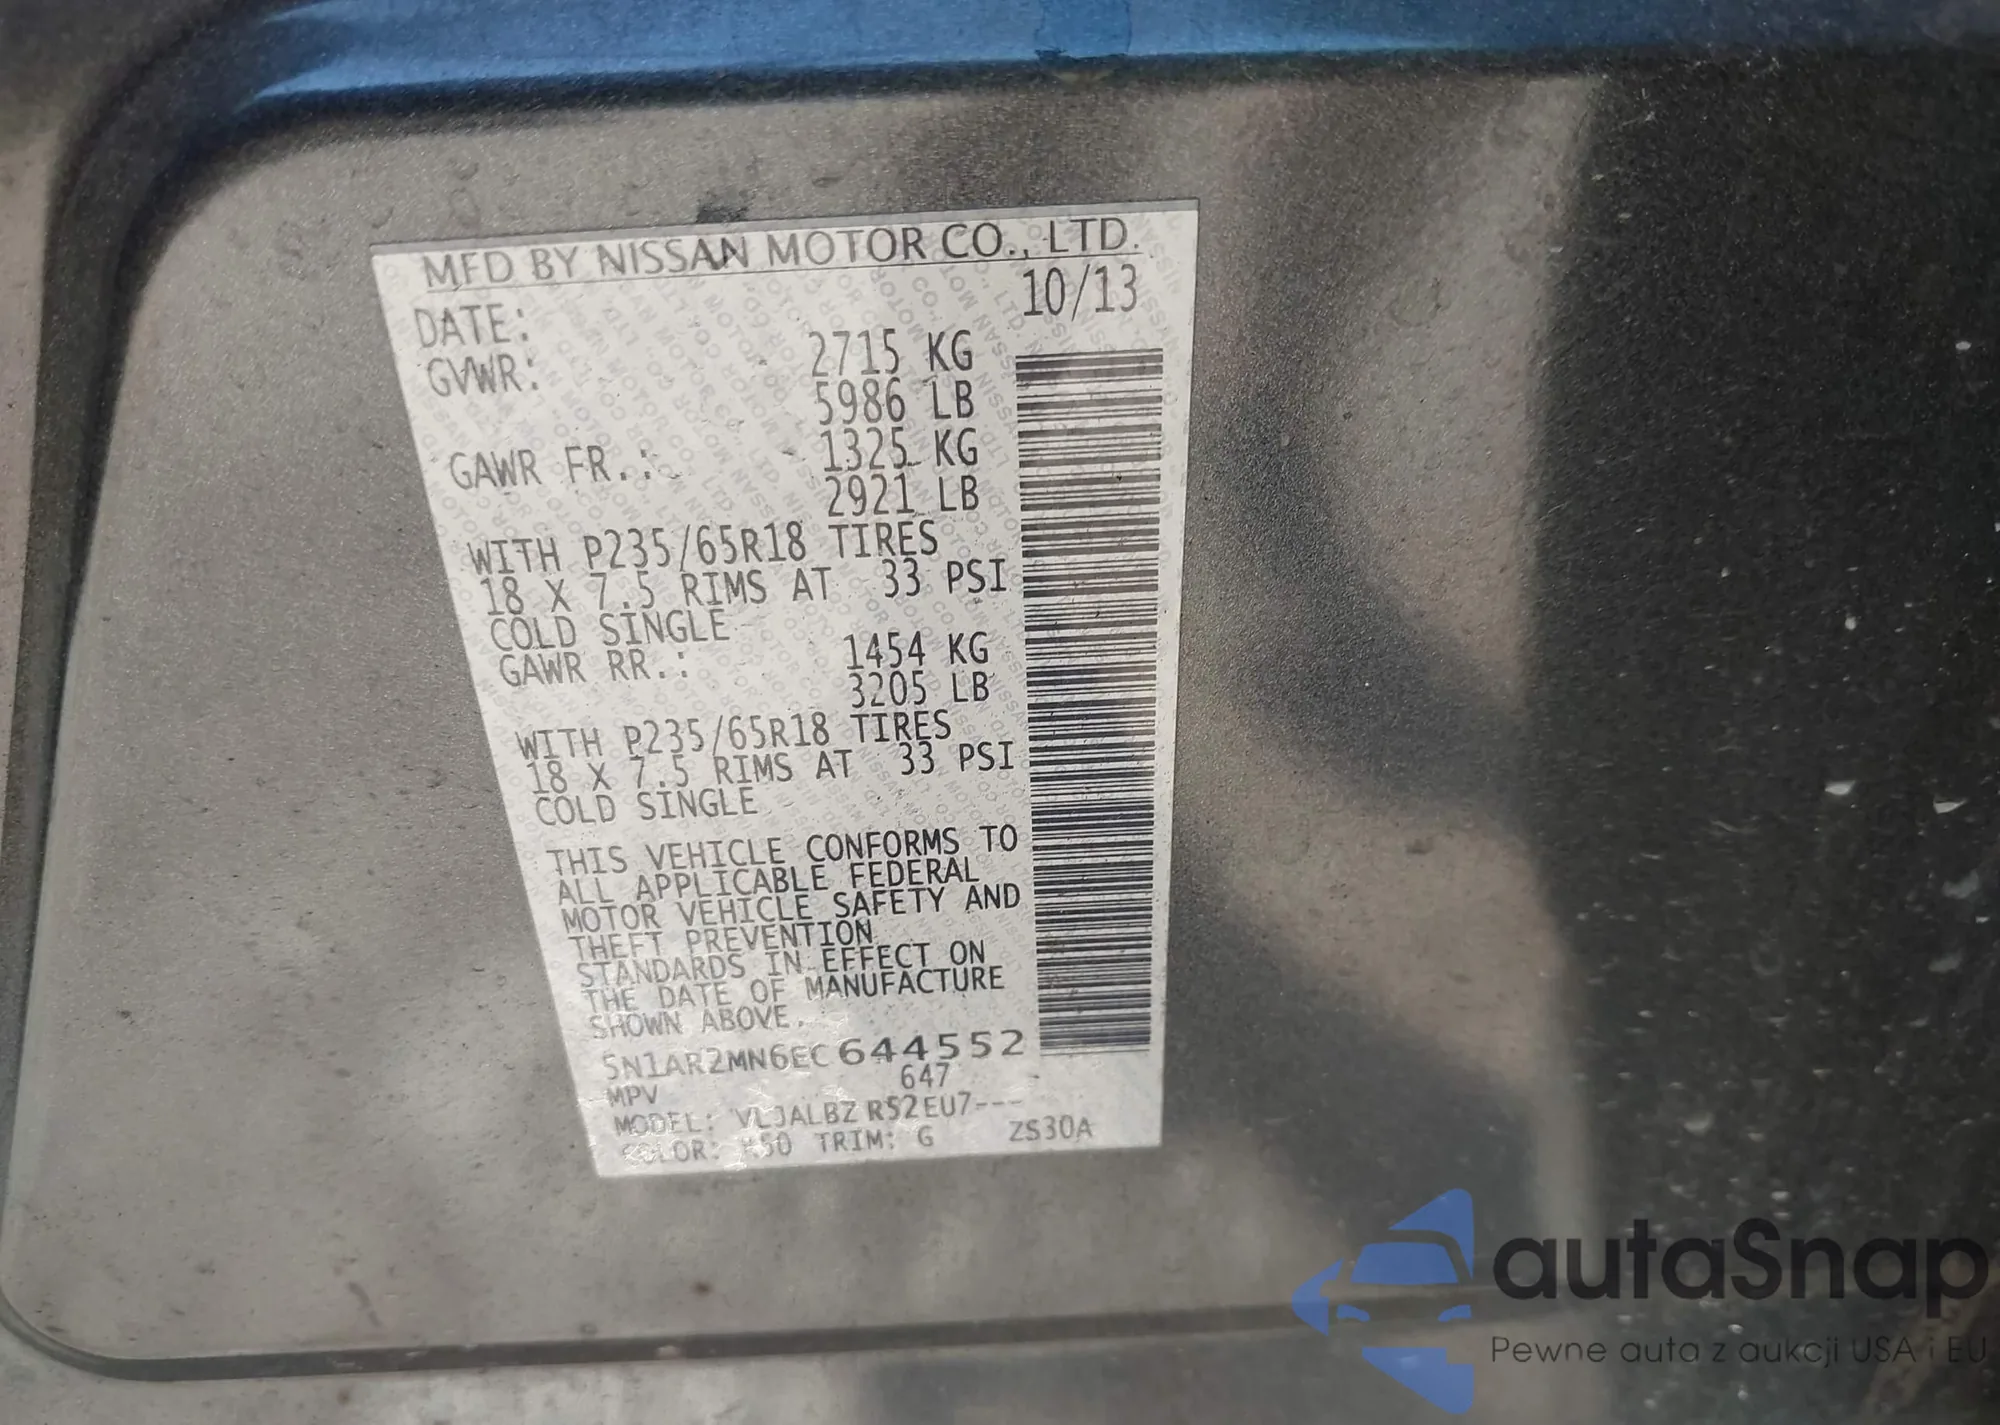 MFD BY NISSAN MOTOR CO., LTD.
DATE: 10/13
GVWR: 2715 KG
5986 LB
GAWR FR.: 1325 KG
2921 LB
WITH P235/65R18 TIRES
18 X 7.5 RIMS AT 33 PSI
COLD SINGLE
GAWR RR.: 1454 KG
3205 LB
WITH P235/65R18 TIRES
18 X 7.5 RIMS AT 33 PSI
COLD SINGLE
THIS VEHICLE CONFORMS TO
ALL APPLICABLE FEDERAL
MOTOR VEHICLE SAFETY AND
THEFT PREVENTION
STANDARDS IN EFFECT ON
THE DATE OF MANUFACTURE
SHOWN ABOVE.
5N1AR2MN6EC644552
647
MPV
MODEL: VLJALBZ R52EU7---
COLOR: TRIM: G ZS30A
autaSnap
Pewne auta z aukcji USA i EU